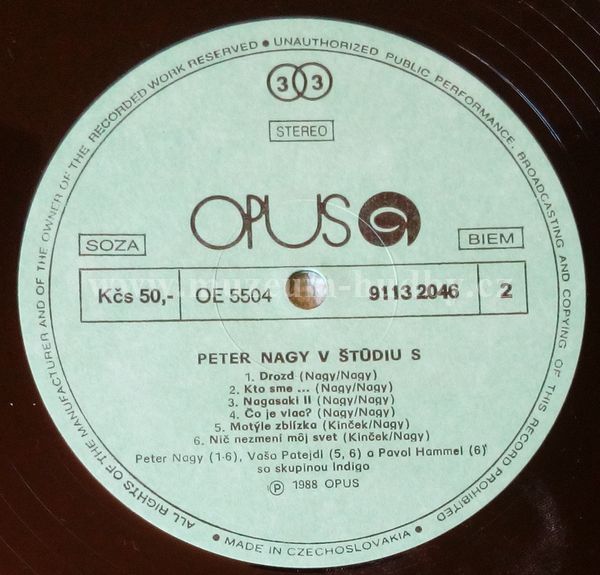 ALL RIGHTS OF THE MANUFACTURER AND OF THE OWNER OF THE RECORDED WORK RESERVED • UNAUTHORIZED PUBLIC PERFORMANCE, BROADCASTING AND COPYING OF THIS RECORD PROHIBITED
33
STEREO
OPUS
SOZA
BIEM
www.muzeum-hudby.cz
Kčs 50,- OE 5504 9113 2046 2
PETER NAGY V ŠTÚDIU S
1. Drozd (Nagy/Nagy)
2. Kto sme ... (Nagy/Nagy)
3. Nagasaki II (Nagy/Nagy)
4. Čo je viac? (Nagy/Nagy)
5. Motýle zblízka (Kinček/Nagy)
6. Nič nezmení môj svet (Kinček/Nagy)
Peter Nagy (1-6), Vašo Patejdl (5, 6) a Pavol Hammel (6)
so skupinou Indigo
Ⓟ 1988 OPUS
• MADE IN CZECHOSLOVAKIA •